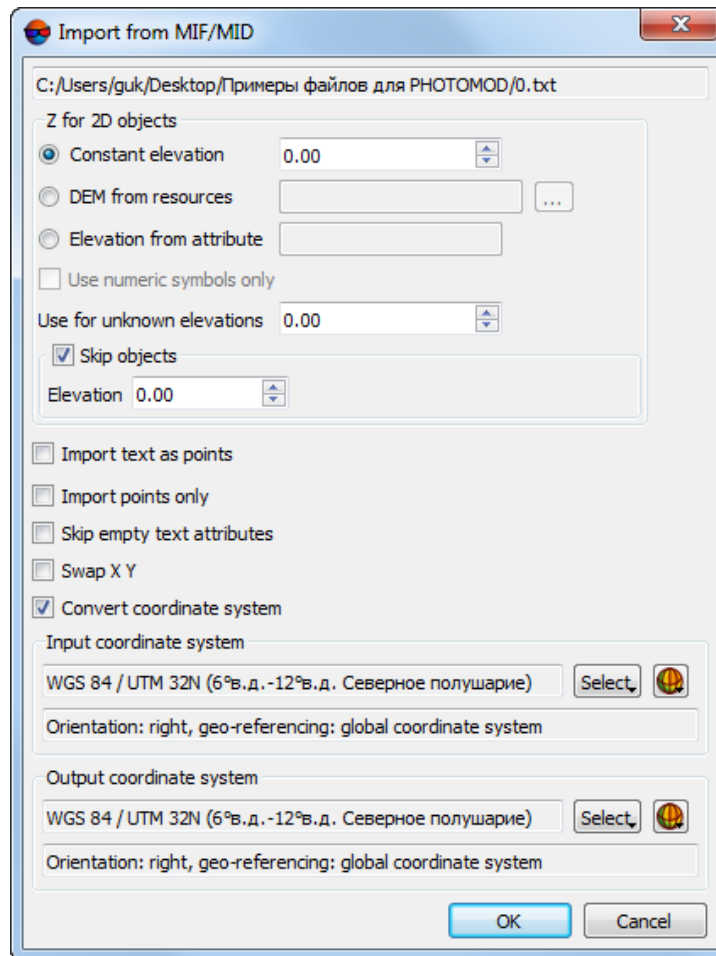 Import from MIF/MID
C:/Users/guk/Desktop/Примеры файлов для PHOTOMOD/0.txt
Z for 2D objects
Constant elevation 0.00
DEM from resources ...
Elevation from attribute
Use numeric symbols only
Use for unknown elevations 0.00
Skip objects
Elevation 0.00
Import text as points
Import points only
Skip empty text attributes
Swap X Y
Convert coordinate system
Input coordinate system
WGS 84 / UTM 32N (6°в.д.-12°в.д. Северное полушарие) Select
Orientation: right, geo-referencing: global coordinate system
Output coordinate system
WGS 84 / UTM 32N (6°в.д.-12°в.д. Северное полушарие) Select
Orientation: right, geo-referencing: global coordinate system
OK Cancel